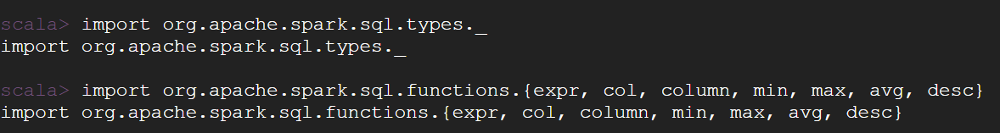 scala> import org.apache.spark.sql.types._
import org.apache.spark.sql.types._
scala> import org.apache.spark.sql.functions.{expr, col, column, min, max, avg, desc}
import org.apache.spark.sql.functions.{expr, col, column, min, max, avg, desc}